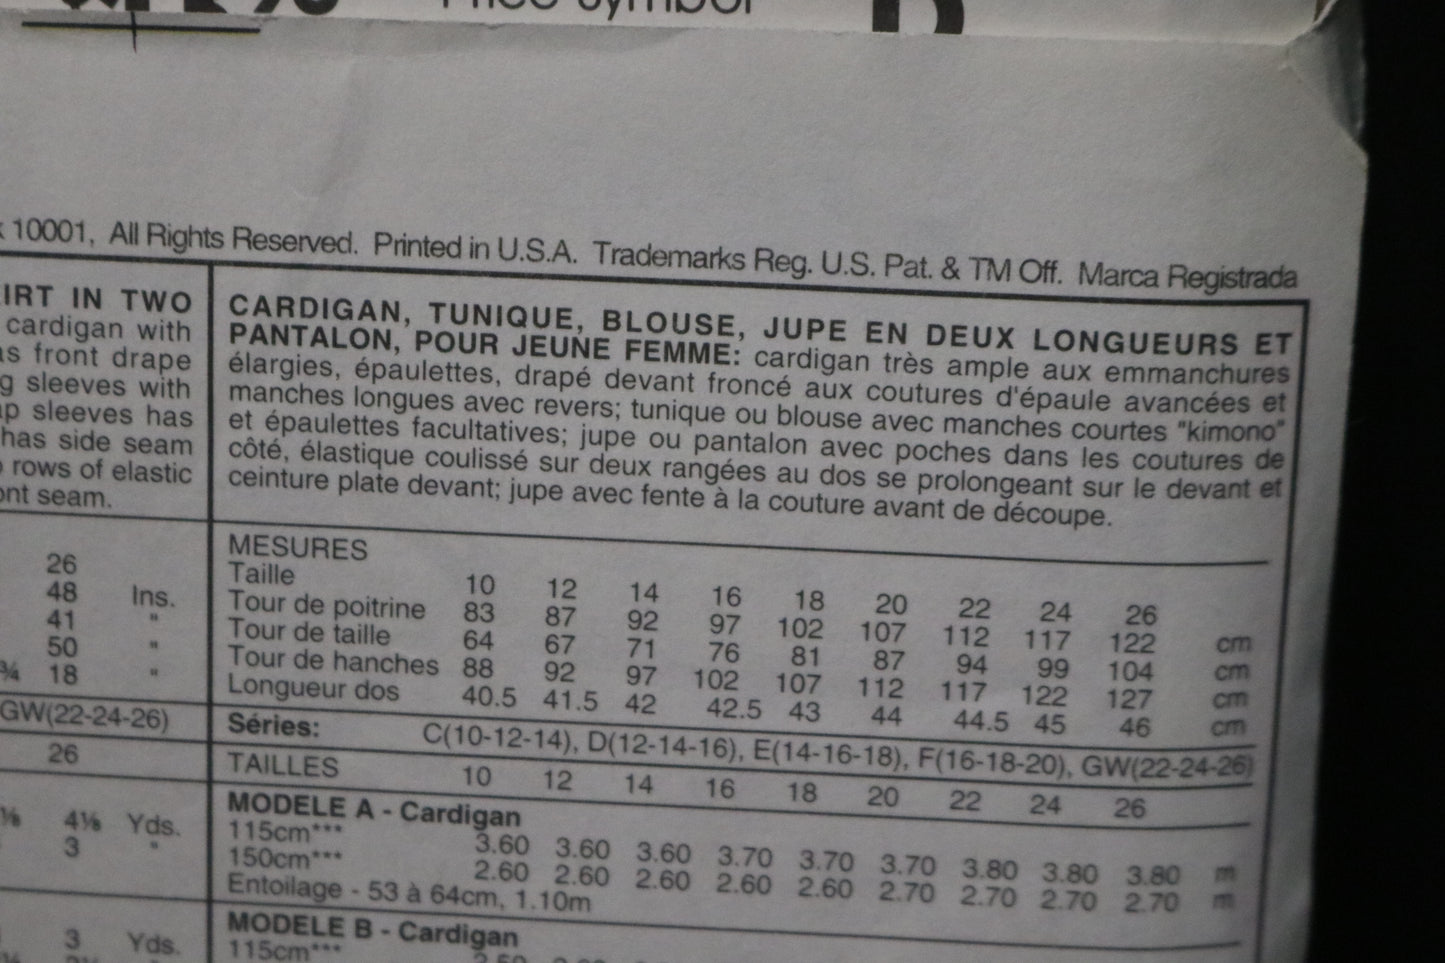 Price symbol
10001, All Rights Reserved. Printed in U.S.A. Trademarks Reg. U.S. Pat. & TM Off. Marca Registrada
IRT IN TWO
cardigan with
s front drape
g sleeves with
p sleeves has
has side seam
rows of elastic
ont seam.
26
48 Ins.
41 "
50 "
¾ 18 "
GW(22-24-26)
26
⅛ 4⅛ Yds.
3 "
3 Yds.
CARDIGAN, TUNIQUE, BLOUSE, JUPE EN DEUX LONGUEURS ET
PANTALON, POUR JEUNE FEMME: cardigan très ample aux emmanchures
élargies, épaulettes, drapé devant froncé aux coutures d'épaule avancées et
manches longues avec revers; tunique ou blouse avec manches courtes "kimono"
et épaulettes facultatives; jupe ou pantalon avec poches dans les coutures de
côté, élastique coulissé sur deux rangées au dos se prolongeant sur le devant et
ceinture plate devant; jupe avec fente à la couture avant de découpe.
MESURES
Taille 10 12 14 16 18 20 22 24 26
Tour de poitrine 83 87 92 97 102 107 112 117 122 cm
Tour de taille 64 67 71 76 81 87 94 99 104 cm
Tour de hanches 88 92 97 102 107 112 117 122 127 cm
Longueur dos 40.5 41.5 42 42.5 43 44 44.5 45 46 cm
Séries: C(10-12-14), D(12-14-16), E(14-16-18), F(16-18-20), GW(22-24-26)
TAILLES 10 12 14 16 18 20 22 24 26
MODELE A - Cardigan
115cm*** 3.60 3.60 3.60 3.70 3.70 3.70 3.80 3.80 3.80 m
150cm*** 2.60 2.60 2.60 2.60 2.60 2.70 2.70 2.70 2.70 m
Entoilage - 53 à 64cm, 1.10m
MODELE B - Cardigan
115cm***